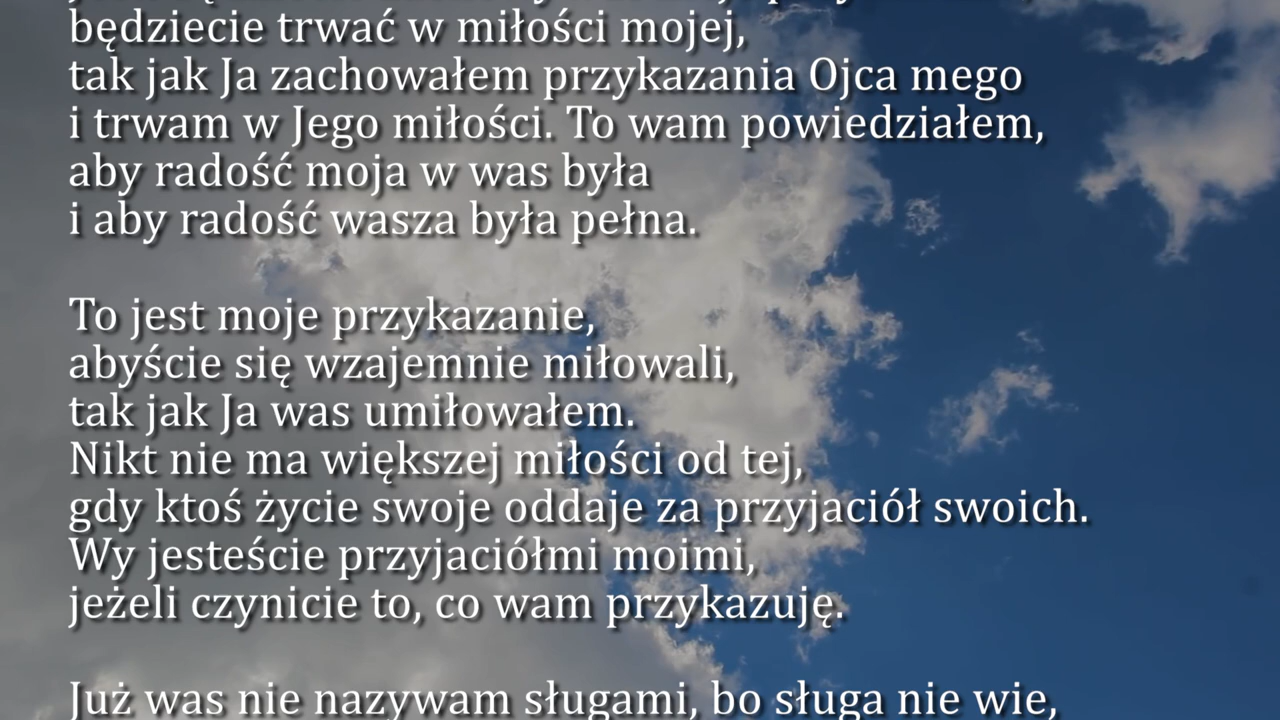 będziecie trwać w miłości mojej,
tak jak Ja zachowałem przykazania Ojca mego
i trwam w Jego miłości. To wam powiedziałem,
aby radość moja w was była
i aby radość wasza była pełna.
To jest moje przykazanie,
abyście się wzajemnie miłowali,
tak jak Ja was umiłowałem.
Nikt nie ma większej miłości od tej,
gdy ktoś życie swoje oddaje za przyjaciół swoich.
Wy jesteście przyjaciółmi moimi,
jeżeli czynicie to, co wam przykazuję.
Już was nie nazywam sługami, bo sługa nie wie,